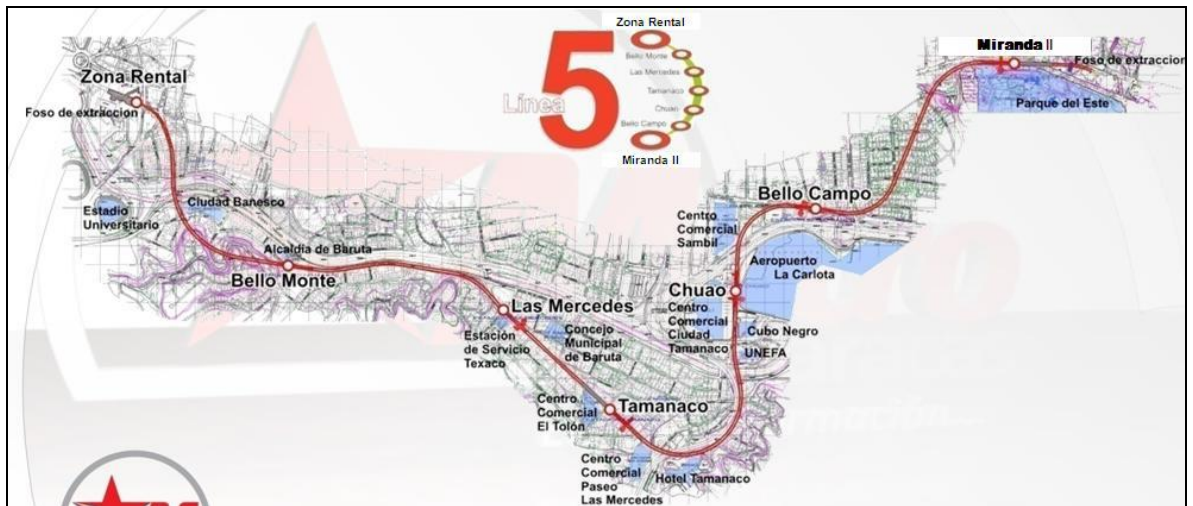 Zona Rental
5
Línea
Bello Monte
Las Mercedes
Tamanaco
Chuao
Bello Campo
Miranda II
Zona Rental
Foso de extraccion
Estadio
Universitario
Ciudad Banesco
Alcaldía de Baruta
Bello Monte
Las Mercedes
Estación
de Servicio
Texaco
Concejo
Municipal
de Baruta
Centro
Comercial
El Tolón
Tamanaco
Centro
Comercial
Paseo
Las Mercedes
Hotel Tamanaco
Chuao
Centro
Comercial
Ciudad
Tamanaco
Cubo Negro
UNEFA
Centro
Comercial
Sambil
Aeropuerto
La Carlota
Bello Campo
Miranda II
Foso de extraccion
Parque del Este